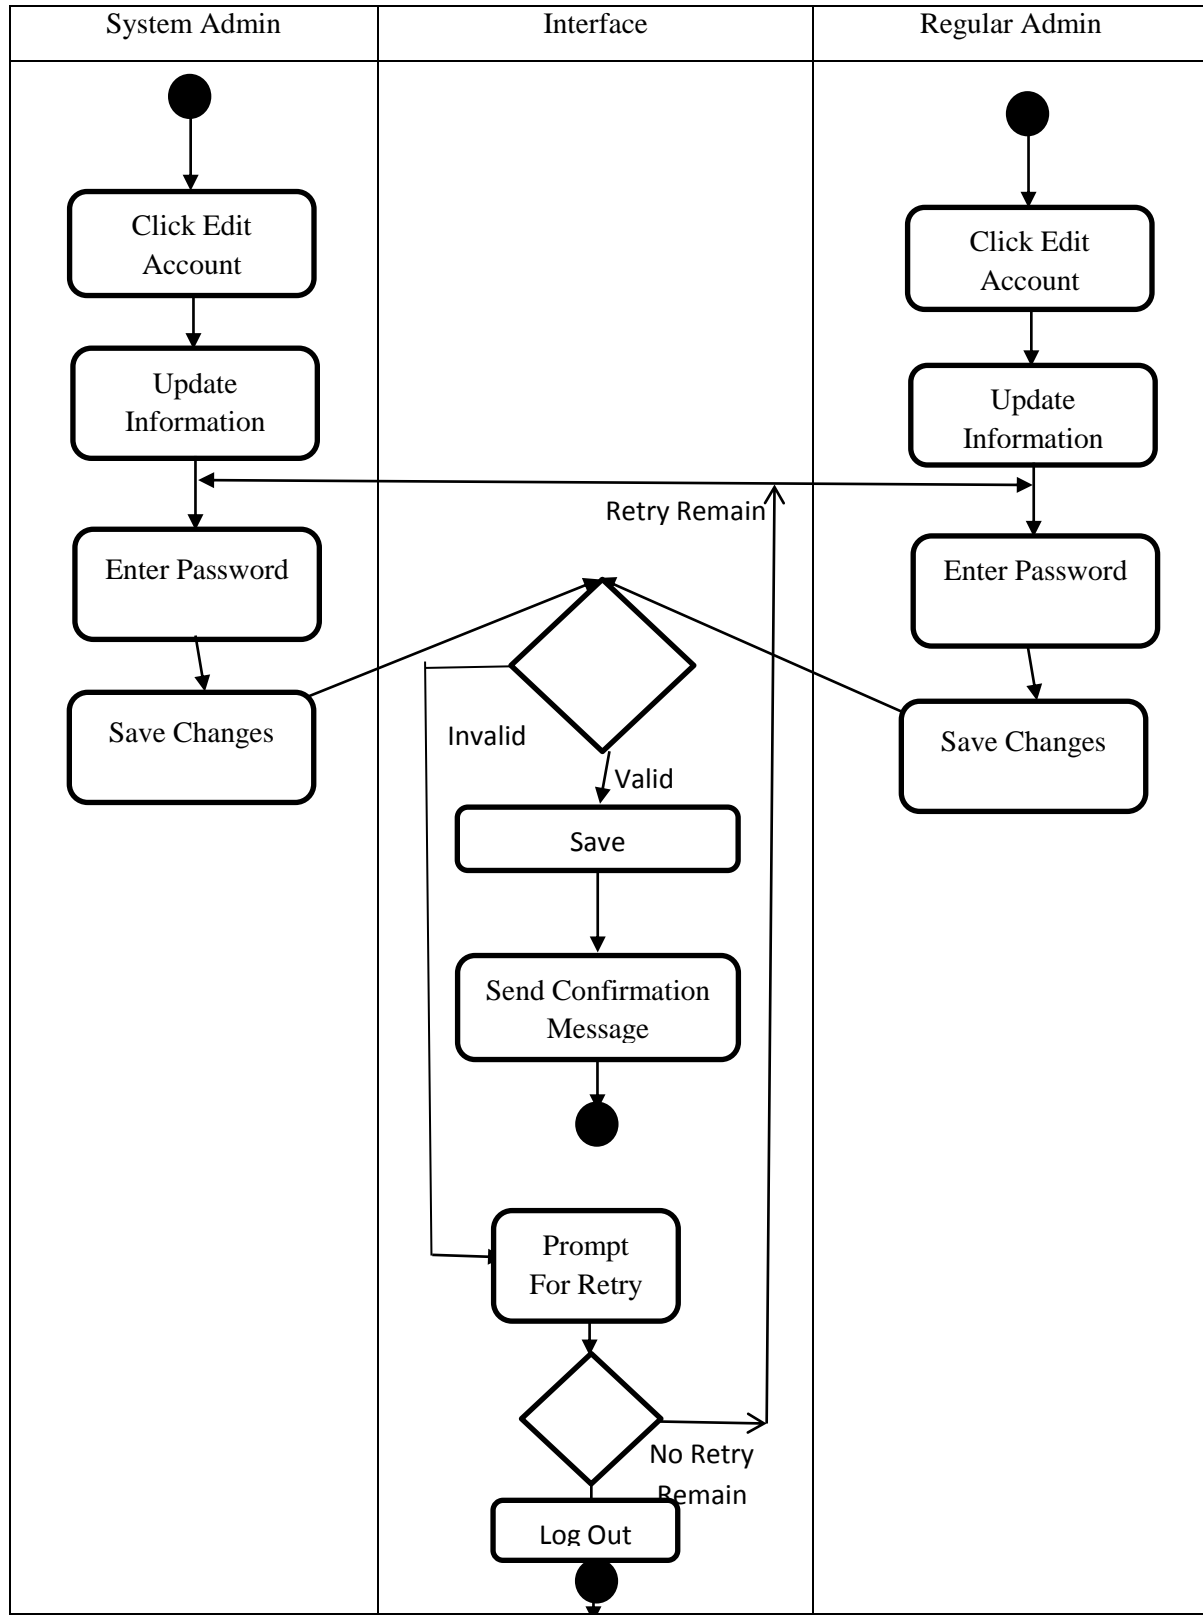 System Admin
Interface
Regular Admin
Click Edit
Account
Click Edit
Account
Update
Information
Update
Information
Retry Remain
Enter Password
Enter Password
Save Changes
Invalid
Save Changes
Valid
Save
Send Confirmation
Message
Prompt
For Retry
No Retry
Remain
Log Out